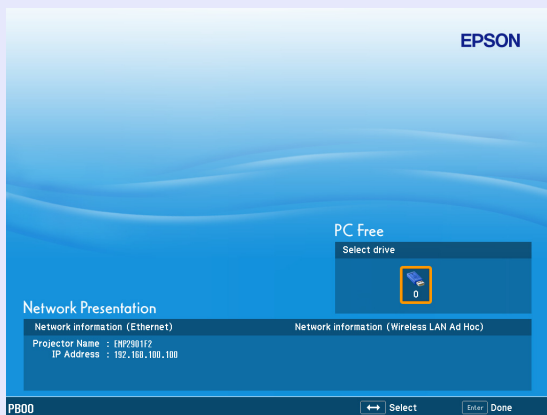 EPSON
PC Free
Select drive
0
Network Presentation
Network information (Ethernet)
Network information (Wireless LAN Ad Hoc)
Projector Name : EMP2901F2
IP Address : 192.168.100.100
PB00
Select
Enter Done